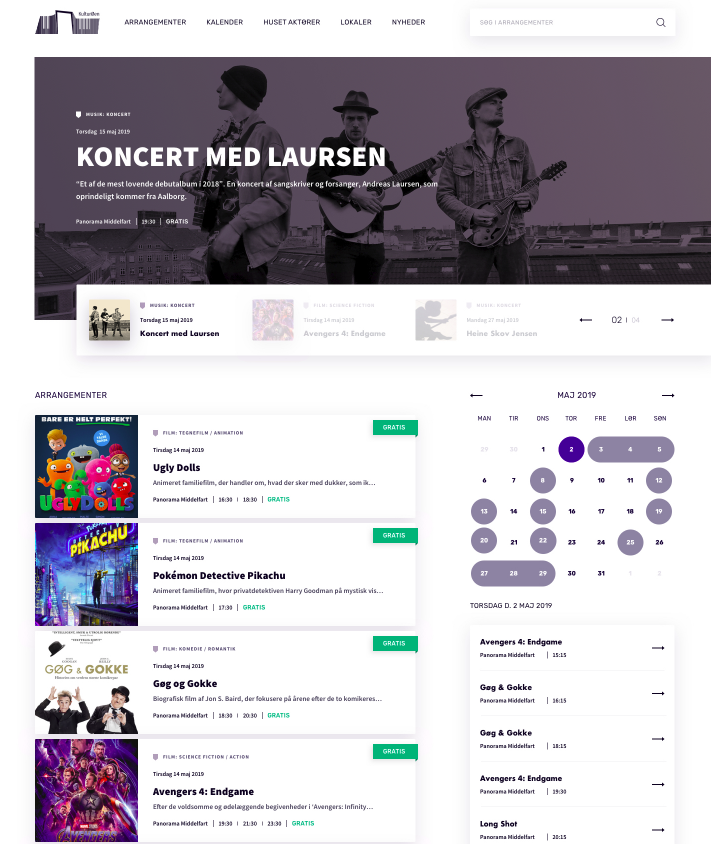 KulturØen
ARRANGEMENTER KALENDER HUSET AKTØRER LOKALER NYHEDER
SØG I ARRANGEMENTER
MUSIK: KONCERT
Torsdag 15 maj 2019
KONCERT MED LAURSEN
"Et af de mest lovende debutalbum i 2018". En koncert af sangskriver og forsanger, Andreas Laursen, som
oprindeligt kommer fra Aalborg.
Panorama Middelfart | 19:30 | GRATIS
MUSIK: KONCERT
Torsdag 15 maj 2019
Koncert med Laursen
FILM: SCIENCE FICTION
Tirsdag 14 maj 2019
Avengers 4: Endgame
MUSIK: KONCERT
Mandag 27 maj 2019
Heine Skov Jensen
02 | 04
ARRANGEMENTER
BARE ER HELT PERFEKT!
UGLYDOLLS
GRATIS
FILM: TEGNEFILM / ANIMATION
Tirsdag 14 maj 2019
Ugly Dolls
Animeret familiefilm, der handler om, hvad der sker med dukker, som ik...
Panorama Middelfart | 16:30 | 18:30 | GRATIS
POKÉMON
DETECTIVE
PIKACHU
GRATIS
FILM: TEGNEFILM / ANIMATION
Tirsdag 14 maj 2019
Pokémon Detective Pikachu
Animeret familiefilm, hvor privatdetektiven Harry Goodman på mystisk vis...
Panorama Middelfart | 17:30 | GRATIS
GØG & GOKKE
GRATIS
FILM: KOMEDIE / ROMANTIK
Tirsdag 14 maj 2019
Gøg og Gokke
Biografisk film af Jon S. Baird, der fokusere på årene efter de to komikeres...
Panorama Middelfart | 18:30 | 20:30 | GRATIS
AVENGERS
GRATIS
FILM: SCIENCE FICTION / ACTION
Tirsdag 14 maj 2019
Avengers 4: Endgame
Efter de voldsomme og ødelæggende begivenheder i 'Avengers: Infinity...
Panorama Middelfart | 19:30 | 21:30 | 23:30 | GRATIS
MAJ 2019
MAN TIR ONS TOR FRE LØR SØN
29 30 1 2 3 4 5
6 7 8 9 10 11 12
13 14 15 16 17 18 19
20 21 22 23 24 25 26
27 28 29 30 31 1 2
TORSDAG D. 2 MAJ 2019
Avengers 4: Endgame
Panorama Middelfart | 15:15
Gøg & Gokke
Panorama Middelfart | 16:15
Gøg & Gokke
Panorama Middelfart | 18:15
Avengers 4: Endgame
Panorama Middelfart | 19:30
Long Shot
Panorama Middelfart | 20:15